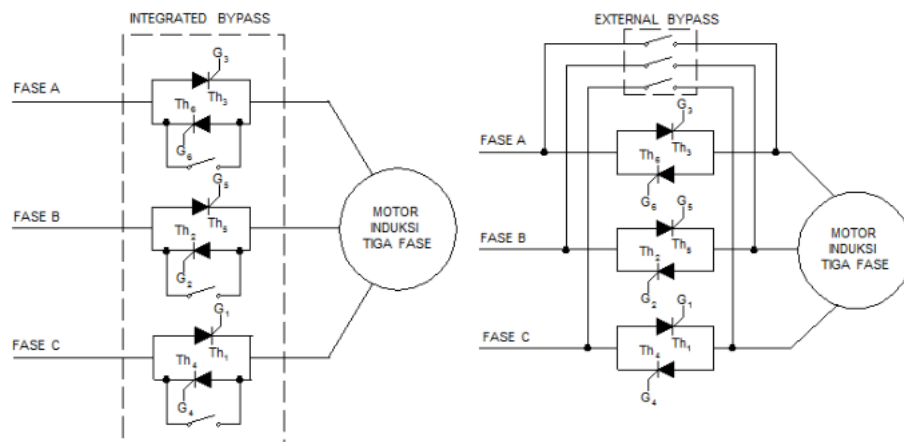 INTEGRATED BYPASS
G3
FASE A
Th3
Th6
G6
G5
FASE B
Th5
Th2
G2
G1
FASE C
Th1
Th4
G4
MOTOR
INDUKSI
TIGA FASE
EXTERNAL BYPASS
G3
FASE A
Th3
Th6
G6
G5
FASE B
Th5
Th2
G2
G1
FASE C
Th1
Th4
G4
MOTOR
INDUKSI
TIGA FASE